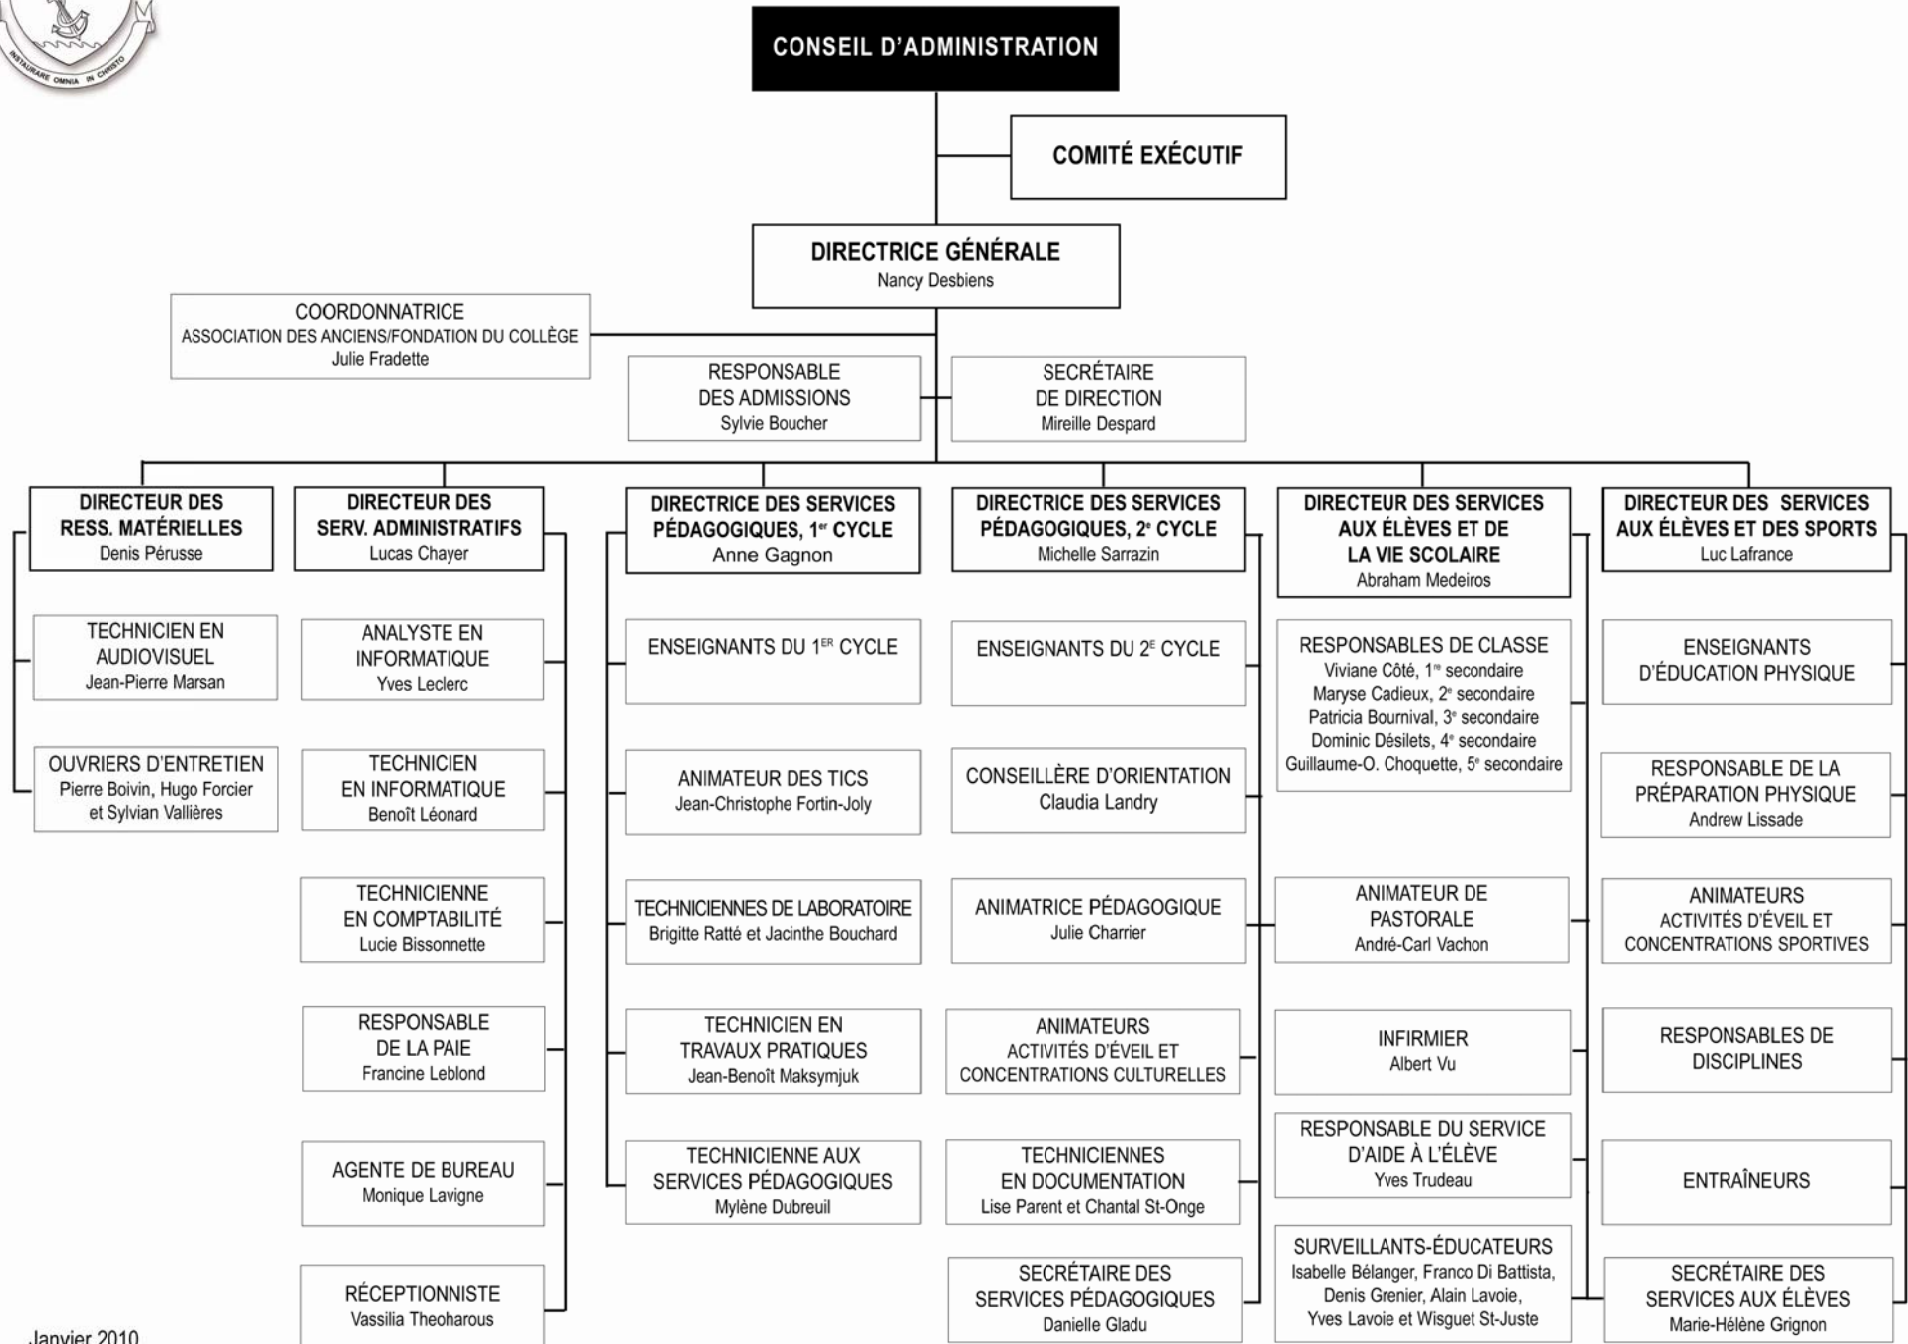 INSTAURARE OMNIA IN CHRISTO
CONSEIL D'ADMINISTRATION
COMITÉ EXÉCUTIF
DIRECTRICE GÉNÉRALE
Nancy Desbiens
COORDONNATRICE
ASSOCIATION DES ANCIENS/FONDATION DU COLLÈGE
Julie Fradette
RESPONSABLE
DES ADMISSIONS
Sylvie Boucher
SECRÉTAIRE
DE DIRECTION
Mireille Despard
DIRECTEUR DES
RESS. MATÉRIELLES
Denis Pérusse
TECHNICIEN EN
AUDIOVISUEL
Jean-Pierre Marsan
OUVRIERS D'ENTRETIEN
Pierre Boivin, Hugo Forcier
et Sylvian Vallières
DIRECTEUR DES
SERV. ADMINISTRATIFS
Lucas Chayer
ANALYSTE EN
INFORMATIQUE
Yves Leclerc
TECHNICIEN
EN INFORMATIQUE
Benoît Léonard
TECHNICIENNE
EN COMPTABILITÉ
Lucie Bissonnette
RESPONSABLE
DE LA PAIE
Francine Leblond
AGENTE DE BUREAU
Monique Lavigne
RÉCEPTIONNISTE
Vassilia Theoharous
DIRECTRICE DES SERVICES
PÉDAGOGIQUES, 1er CYCLE
Anne Gagnon
ENSEIGNANTS DU 1ER CYCLE
ANIMATEUR DES TICS
Jean-Christophe Fortin-Joly
TECHNICIENNES DE LABORATOIRE
Brigitte Ratté et Jacinthe Bouchard
TECHNICIEN EN
TRAVAUX PRATIQUES
Jean-Benoît Maksymjuk
TECHNICIENNE AUX
SERVICES PÉDAGOGIQUES
Mylène Dubreuil
DIRECTRICE DES SERVICES
PÉDAGOGIQUES, 2e CYCLE
Michelle Sarrazin
ENSEIGNANTS DU 2E CYCLE
CONSEILLÈRE D'ORIENTATION
Claudia Landry
ANIMATRICE PÉDAGOGIQUE
Julie Charrier
ANIMATEURS
ACTIVITÉS D'ÉVEIL ET
CONCENTRATIONS CULTURELLES
TECHNICIENNES
EN DOCUMENTATION
Lise Parent et Chantal St-Onge
SECRÉTAIRE DES
SERVICES PÉDAGOGIQUES
Danielle Gladu
DIRECTEUR DES SERVICES
AUX ÉLÈVES ET DE
LA VIE SCOLAIRE
Abraham Medeiros
RESPONSABLES DE CLASSE
Viviane Côté, 1re secondaire
Maryse Cadieux, 2e secondaire
Patricia Bournival, 3e secondaire
Dominic Désilets, 4e secondaire
Guillaume-O. Choquette, 5e secondaire
ANIMATEUR DE
PASTORALE
André-Carl Vachon
INFIRMIER
Albert Vu
RESPONSABLE DU SERVICE
D'AIDE À L'ÉLÈVE
Yves Trudeau
SURVEILLANTS-ÉDUCATEURS
Isabelle Bélanger, Franco Di Battista,
Denis Grenier, Alain Lavoie,
Yves Lavoie et Wisguet St-Juste
DIRECTEUR DES SERVICES
AUX ÉLÈVES ET DES SPORTS
Luc Lafrance
ENSEIGNANTS
D'ÉDUCATION PHYSIQUE
RESPONSABLE DE LA
PRÉPARATION PHYSIQUE
Andrew Lissade
ANIMATEURS
ACTIVITÉS D'ÉVEIL ET
CONCENTRATIONS SPORTIVES
RESPONSABLES DE
DISCIPLINES
ENTRAÎNEURS
SECRÉTAIRE DES
SERVICES AUX ÉLÈVES
Marie-Hélène Grignon
Janvier 2010